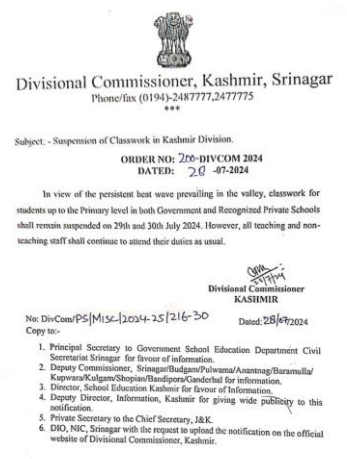 Divisional Commissioner, Kashmir, Srinagar
Phone/fax (0194)-2487777,2477775
***
Subject. - Suspension of Classwork in Kashmir Division.
ORDER NO: 200-DIVCOM 2024
DATED: 28 -07-2024
In view of the persistent heat wave prevailing in the valley, classwork for
students up to the Primary level in both Government and Recognized Private Schools
shall remain suspended on 29th and 30th July 2024. However, all teaching and non-
teaching staff shall continue to attend their duties as usual.
Divisional Commissioner
KASHMIR
No: DivCom/PS/Misc/2024-25/216-30
Dated: 28/07/2024
Copy to:-
1. Principal Secretary to Government School Education Department Civil
Secretariat Srinagar for favour of information.
2. Deputy Commissioner, Srinagar/Budgam/Pulwama/Anantnag/Baramulla/
Kupwara/Kulgam/Shopian/Bandipora/Ganderbal for information.
3. Director, School Education Kashmir for favour of Information.
4. Deputy Director, Information, Kashmir for giving wide publicity to this
notification.
5. Private Secretary to the Chief Secretary, J&K.
6. DIO, NIC, Srinagar with the request to upload the notification on the official
website of Divisional Commissioner, Kashmir.